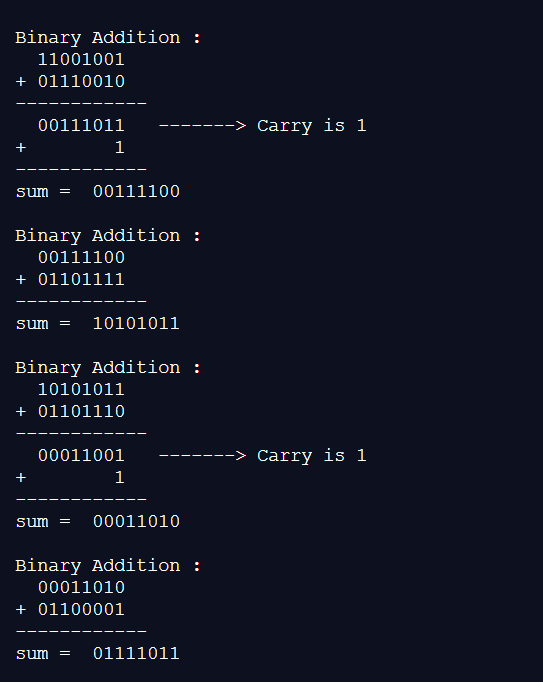 Binary Addition :
  11001001
+ 01110010
------------
  00111011   -------> Carry is 1
+        1
------------
sum =  00111100
Binary Addition :
  00111100
+ 01101111
------------
sum =  10101011
Binary Addition :
  10101011
+ 01101110
------------
  00011001   -------> Carry is 1
+        1
------------
sum =  00011010
Binary Addition :
  00011010
+ 01100001
------------
sum =  01111011